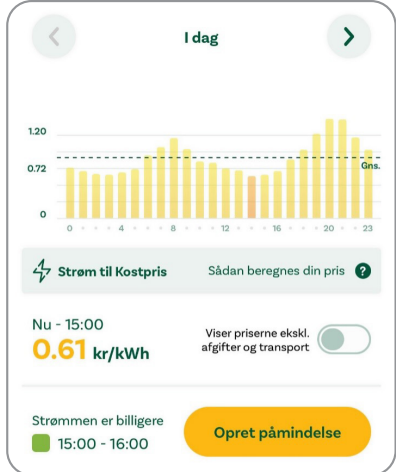 I dag
1.20
0.72
0
Gns.
0 4 8 12 16 20 23
Strøm til Kostpris
Sådan beregnes din pris ?
Nu - 15:00
0.61 kr/kWh
Viser priserne ekskl.
afgifter og transport
Strømmen er billigere
15:00 - 16:00
Opret påmindelse